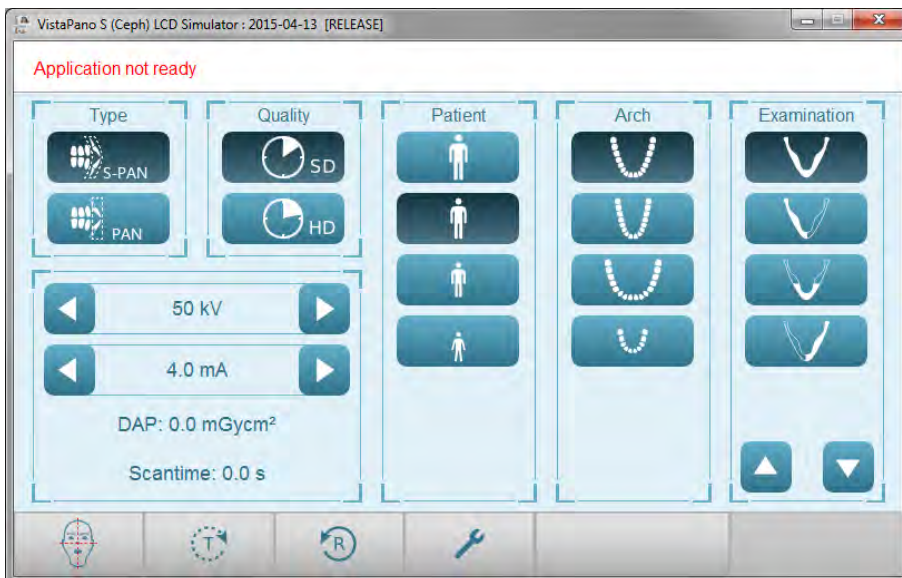 VistaPano S (Ceph) LCD Simulator : 2015-04-13 [RELEASE]
Application not ready
Type
Quality
Patient
Arch
Examination
S-PAN
SD
PAN
HD
50 kV
4.0 mA
DAP: 0.0 mGycm²
Scantime: 0.0 s
T
R